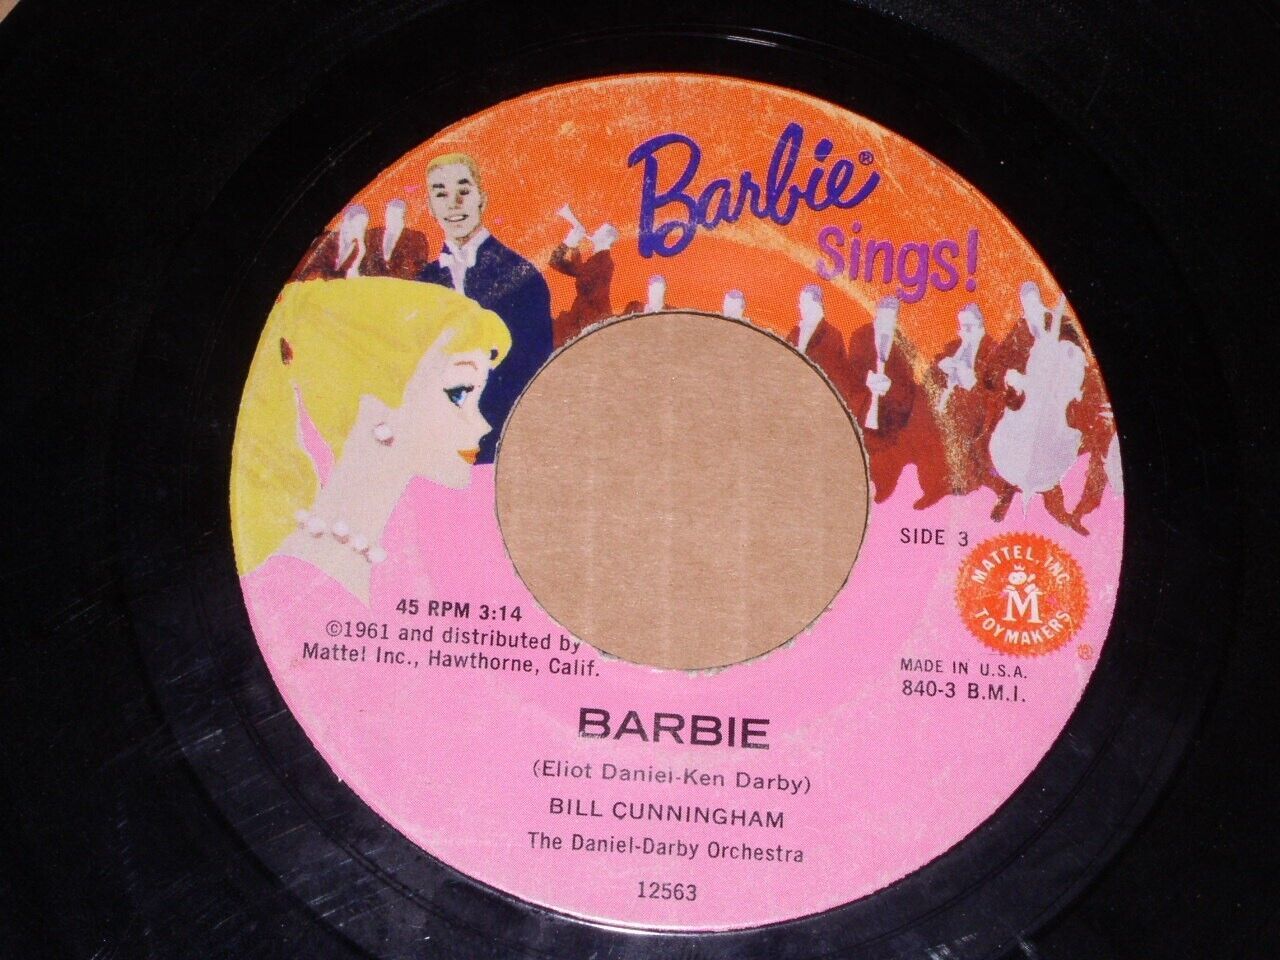 Barbie®
sings!
SIDE 3
MATTEL, INC.
M
TOYMAKERS
®
MADE IN U.S.A.
840-3 B.M.I.
45 RPM 3:14
©1961 and distributed by
Mattel Inc., Hawthorne, Calif.
BARBIE
(Eliot Daniel-Ken Darby)
BILL CUNNINGHAM
The Daniel-Darby Orchestra
12563